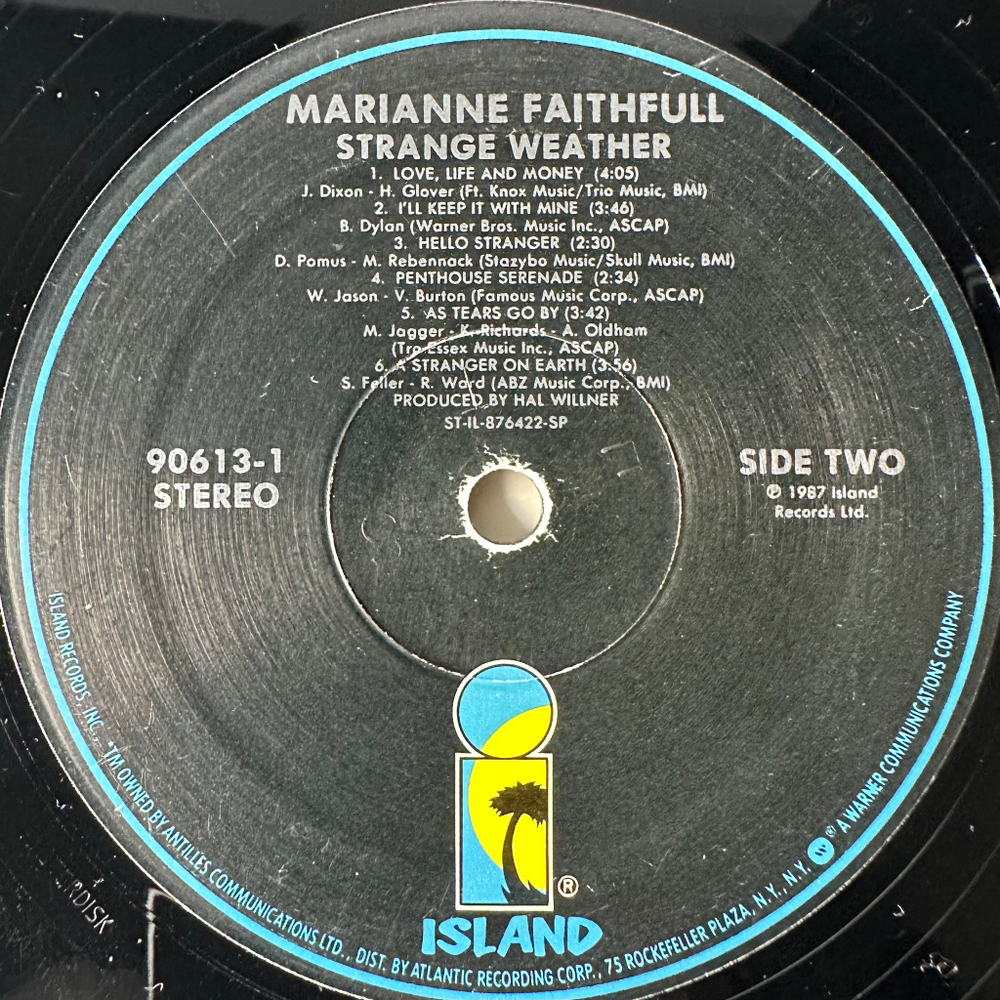 MARIANNE FAITHFULL
STRANGE WEATHER
1. LOVE, LIFE AND MONEY (4:05)
J. Dixon - H. Glover (Ft. Knox Music/Trio Music, BMI)
2. I'LL KEEP IT WITH MINE (3:46)
B. Dylan (Warner Bros. Music Inc., ASCAP)
3. HELLO STRANGER (2:30)
D. Pomus - M. Rebennack (Stazybo Music/Skull Music, BMI)
4. PENTHOUSE SERENADE (2:34)
W. Jason - V. Burton (Famous Music Corp., ASCAP)
5. AS TEARS GO BY (3:42)
M. Jagger - K. Richards - A. Oldham
(Tro-Essex Music Inc., ASCAP)
6. A STRANGER ON EARTH (3:56)
S. Feller - R. Ward (ABZ Music Corp., BMI)
PRODUCED BY HAL WILLNER
ST-IL-876422-SP
90613-1
STEREO
SIDE TWO
℗ 1987 Island
Records Ltd.
ISLAND
®
ISLAND RECORDS, INC., *TM OWNED BY ANTILLES COMMUNICATIONS LTD., DIST. BY ATLANTIC RECORDING CORP., 75 ROCKEFELLER PLAZA, N.Y., N.Y. ® A WARNER COMMUNICATIONS COMPANY